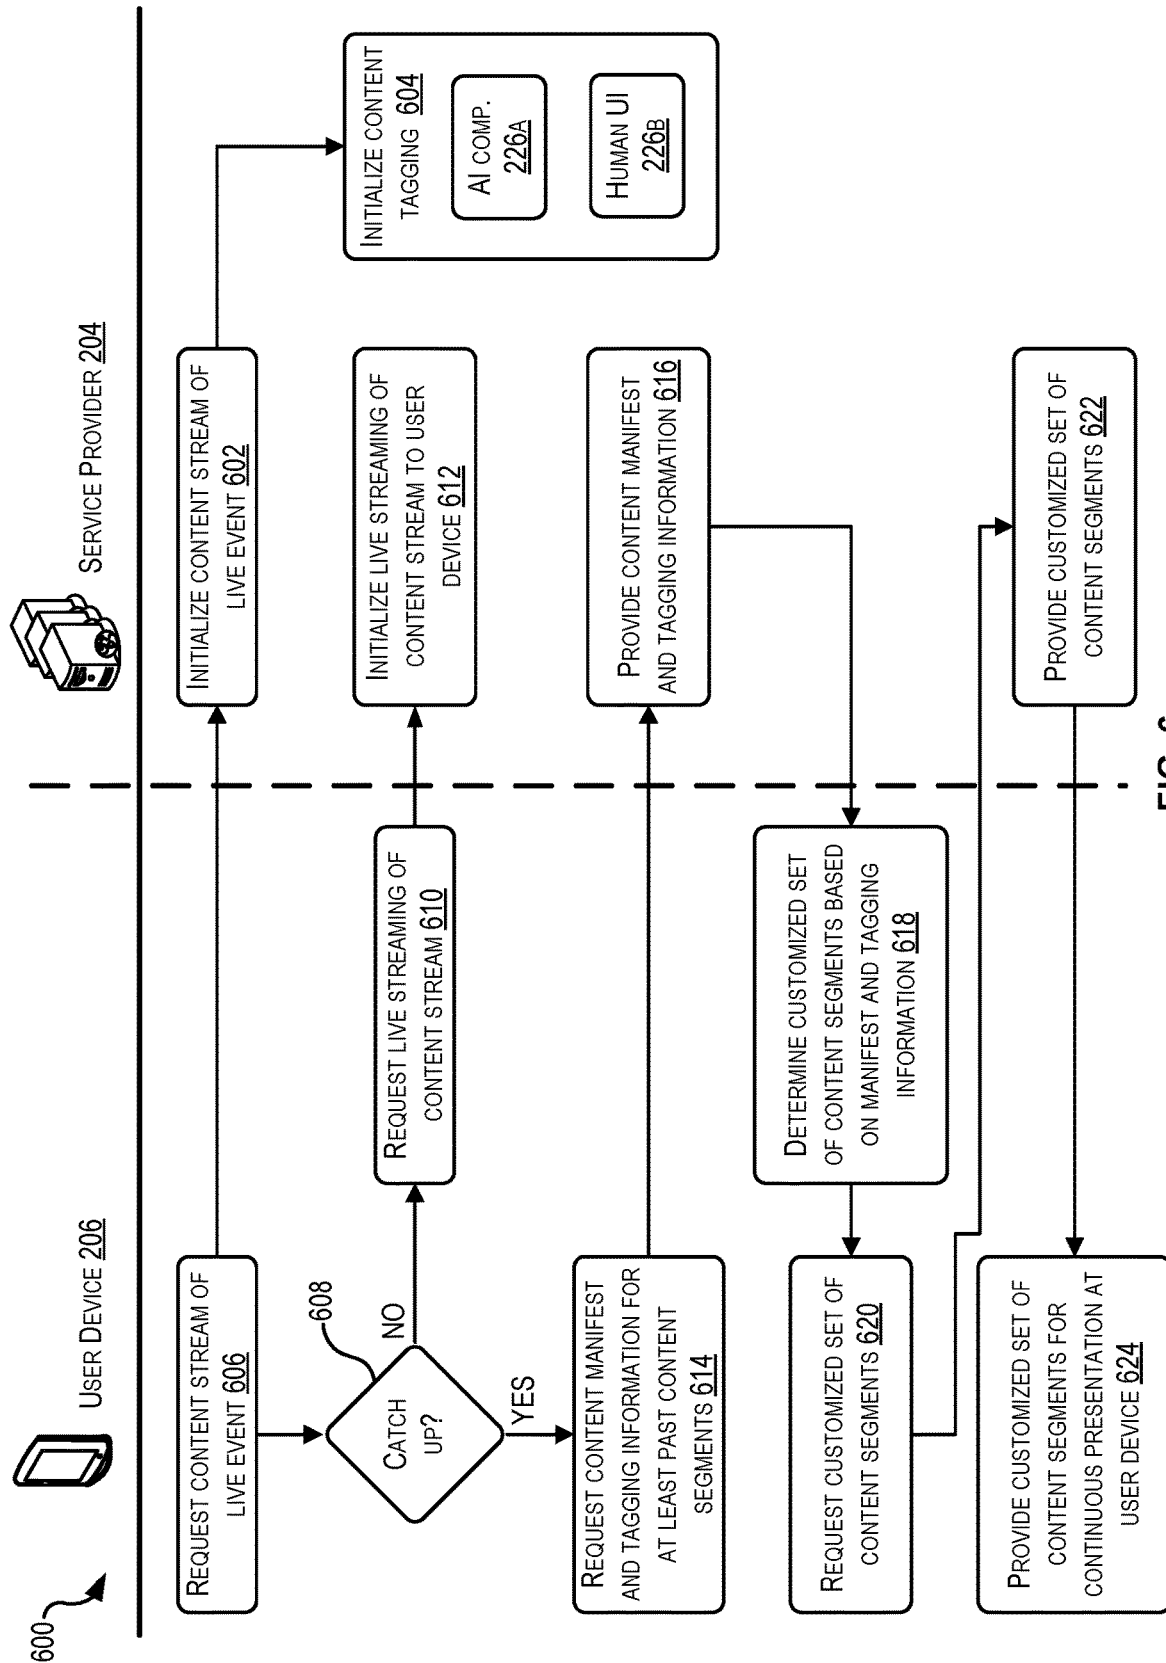 600
USER DEVICE 206
SERVICE PROVIDER 204
REQUEST CONTENT STREAM OF
LIVE EVENT 606
INITIALIZE CONTENT STREAM OF
LIVE EVENT 602
INITIALIZE CONTENT
TAGGING 604
AI COMP.
226A
HUMAN UI
226B
608
CATCH
UP?
NO
YES
REQUEST LIVE STREAMING OF
CONTENT STREAM 610
INITIALIZE LIVE STREAMING OF
CONTENT STREAM TO USER
DEVICE 612
REQUEST CONTENT MANIFEST
AND TAGGING INFORMATION FOR
AT LEAST PAST CONTENT
SEGMENTS 614
PROVIDE CONTENT MANIFEST
AND TAGGING INFORMATION 616
DETERMINE CUSTOMIZED SET
OF CONTENT SEGMENTS BASED
ON MANIFEST AND TAGGING
INFORMATION 618
REQUEST CUSTOMIZED SET OF
CONTENT SEGMENTS 620
PROVIDE CUSTOMIZED SET OF
CONTENT SEGMENTS 622
PROVIDE CUSTOMIZED SET OF
CONTENT SEGMENTS FOR
CONTINUOUS PRESENTATION AT
USER DEVICE 624
FIG.